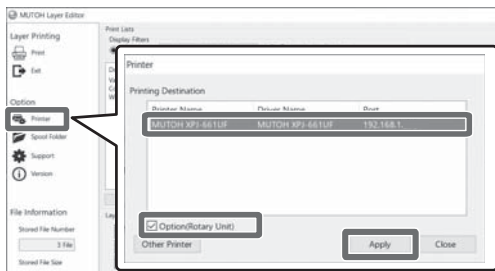 MUTOH Layer Editor
Layer Printing
Print
Exit
Option
Printer
Spool Folder
Support
Version
File Information
Stored File Number
3 File
Stored File Size
Print Lists
Display Filters
Printer
Printing Destination
Printer Name Driver Name Port
MUTOH XPJ-661UF MUTOH XPJ-661UF 192.168.1.
Option(Rotary Unit)
Other Printer Apply Close